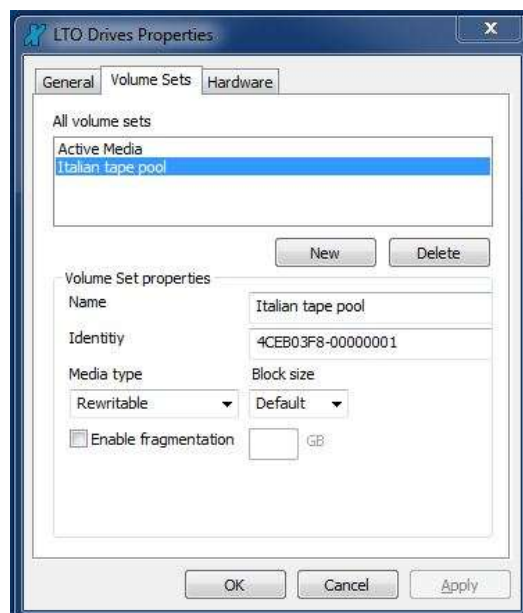 LTO Drives Properties
General Volume Sets Hardware
All volume sets
Active Media
Italian tape pool
New Delete
Volume Set properties
Name Italian tape pool
Identitiy 4CEB03F8-00000001
Media type Block size
Rewritable Default
Enable fragmentation GB
OK Cancel Apply